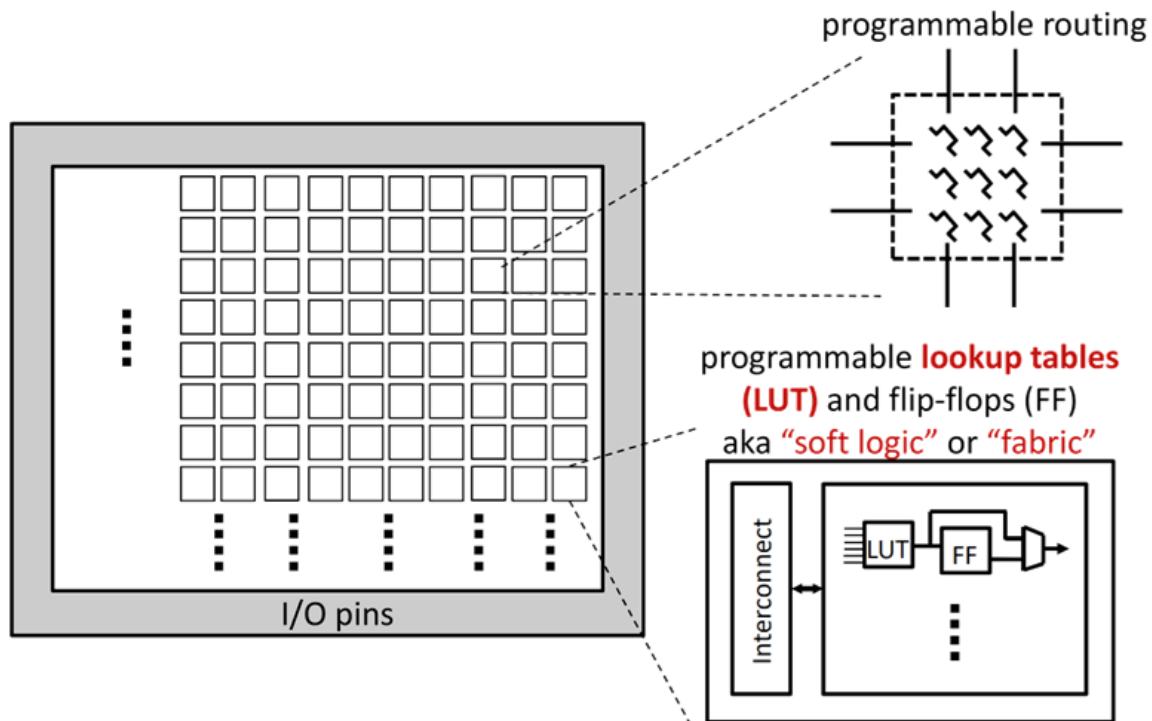 programmable routing
programmable lookup tables
(LUT) and flip-flops (FF)
aka “soft logic” or “fabric”
Interconnect
LUT
FF
I/O pins